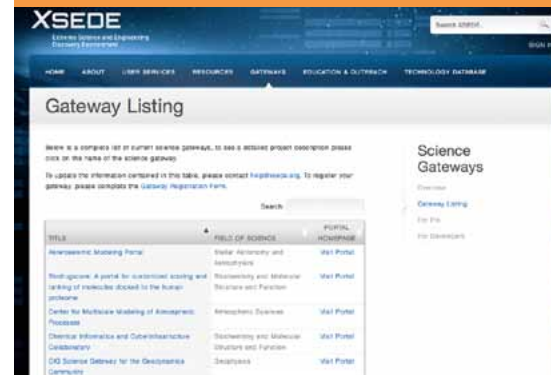 XSEDE
Extreme Science and Engineering
Discovery Environment
Search XSEDE...
SIGN IN
HOME ABOUT USER SERVICES RESOURCES GATEWAYS EDUCATION & OUTREACH TECHNOLOGY DATABASE
Gateway Listing
Below is a complete list of current science gateways, to see a detailed project description please
click on the name of the science gateway.
To update the information contained in this table, please contact help@xsede.org. To register your
gateway, please complete the Gateway Registration Form.
Search
TITLE FIELD OF SCIENCE PORTAL HOMEPAGE
Asteroseismic Modeling Portal Stellar Astronomy and Astrophysics Visit Portal
A portal for customized scoring and
ranking of molecules docked to the human
proteome Biochemistry and Molecular Structure and Function Visit Portal
Center for Multiscale Modeling of Atmospheric
Processes Atmospheric Sciences Visit Portal
Chemical Informatics and Cyberinfrastructure
Collaboratory Biochemistry and Molecular Structure and Function Visit Portal
CIG Science Gateway for the Geodynamics
Community Geophysics Visit Portal
Science
Gateways
Overview
Gateway Listing
For PIs
For Developers